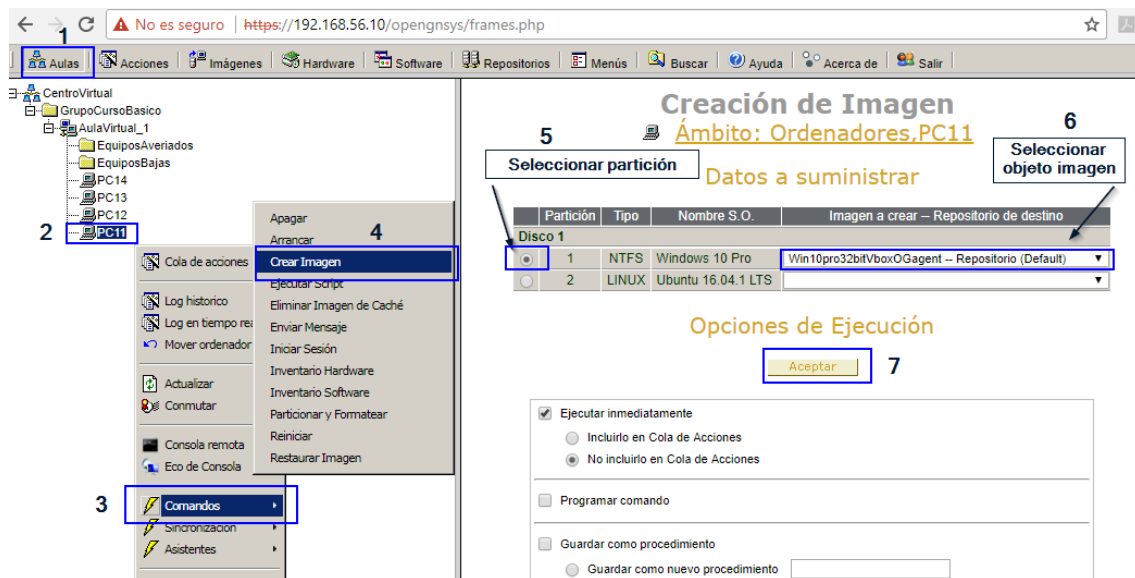 No es seguro | https://192.168.56.10/opengnsys/frames.php
1
Aulas Acciones Imágenes Hardware Software Repositorios Menús Buscar Ayuda Acerca de Salir
CentroVirtual
GrupoCursoBasico
AulaVirtual_1
EquiposAveriados
EquiposBajas
PC14
PC13
PC12
2 PC11
Cola de acciones
Log historico
Log en tiempo rea
Mover ordenador
Actualizar
Conmutar
Consola remota
Eco de Consola
3 Comandos
Sincronizacion
Asistentes
4
Apagar
Arrancar
Crear Imagen
Ejecutar Script
Eliminar Imagen de Caché
Enviar Mensaje
Iniciar Sesión
Inventario Hardware
Inventario Software
Particionar y Formatear
Reiniciar
Restaurar Imagen
Creación de Imagen
Ámbito: Ordenadores,PC11
5
Seleccionar partición
6
Seleccionar
objeto imagen
Datos a suministrar
Partición Tipo Nombre S.O. Imagen a crear -- Repositorio de destino
Disco 1
1 NTFS Windows 10 Pro Win10pro32bitVboxOGagent -- Repositorio (Default)
2 LINUX Ubuntu 16.04.1 LTS
Opciones de Ejecución
Aceptar 7
Ejecutar inmediatamente
Incluirlo en Cola de Acciones
No incluirlo en Cola de Acciones
Programar comando
Guardar como procedimiento
Guardar como nuevo procedimiento